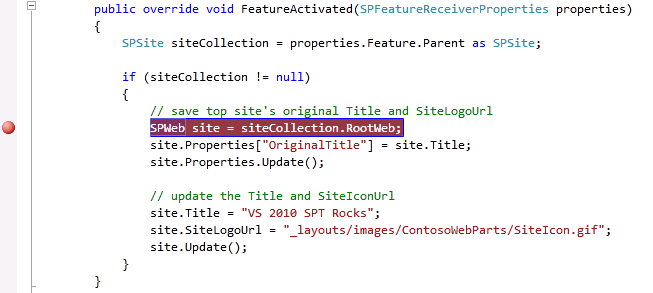 public override void FeatureActivated(SPFeatureReceiverProperties properties)
{
SPSite siteCollection = properties.Feature.Parent as SPSite;
if (siteCollection != null)
{
// save top site's original Title and SiteLogoUrl
SPWeb site = siteCollection.RootWeb;
site.Properties["OriginalTitle"] = site.Title;
site.Properties.Update();
// update the Title and SiteIconUrl
site.Title = "VS 2010 SPT Rocks";
site.SiteLogoUrl = "_layouts/images/ContosoWebParts/SiteIcon.gif";
site.Update();
}
}